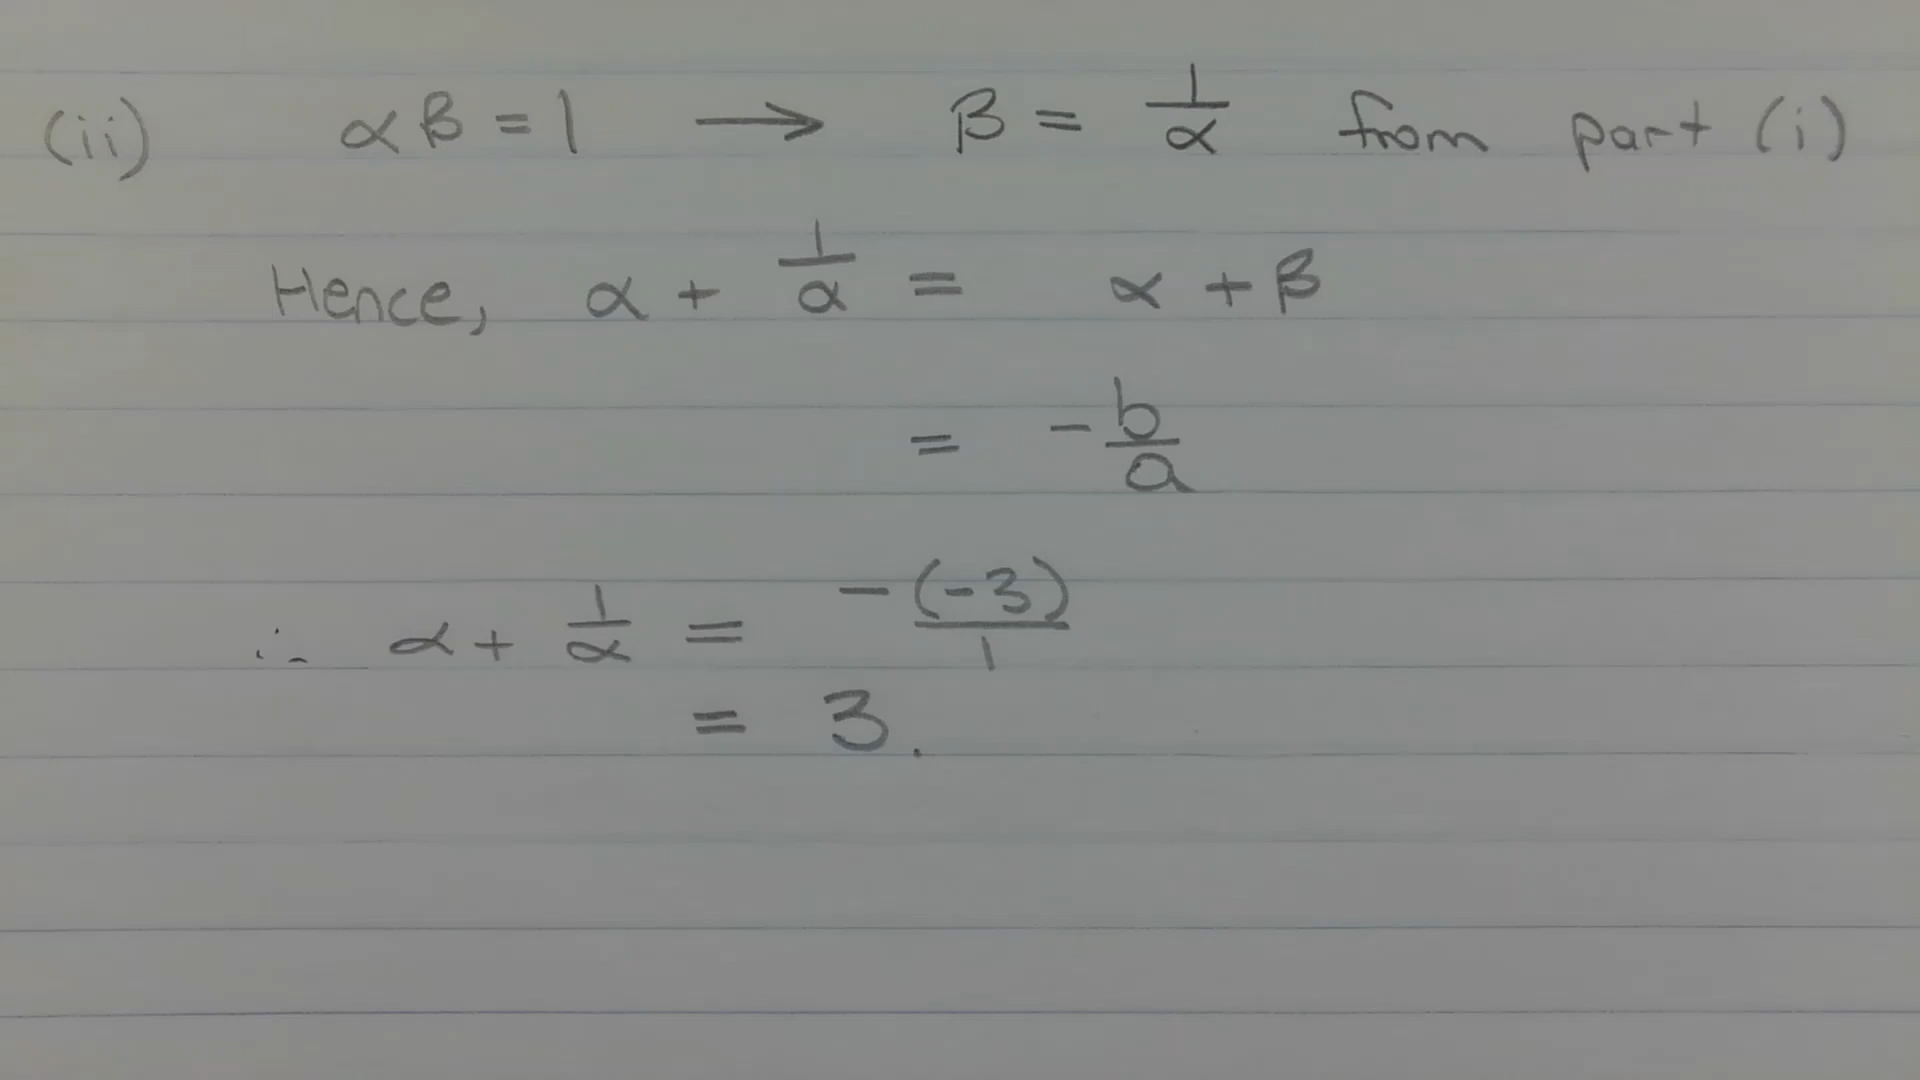 (ii) αβ = 1 → β = 1/α from part (i)
Hence, α + 1/α = α + β
= -b/a
∴ α + 1/α = -(-3)/1
= 3.